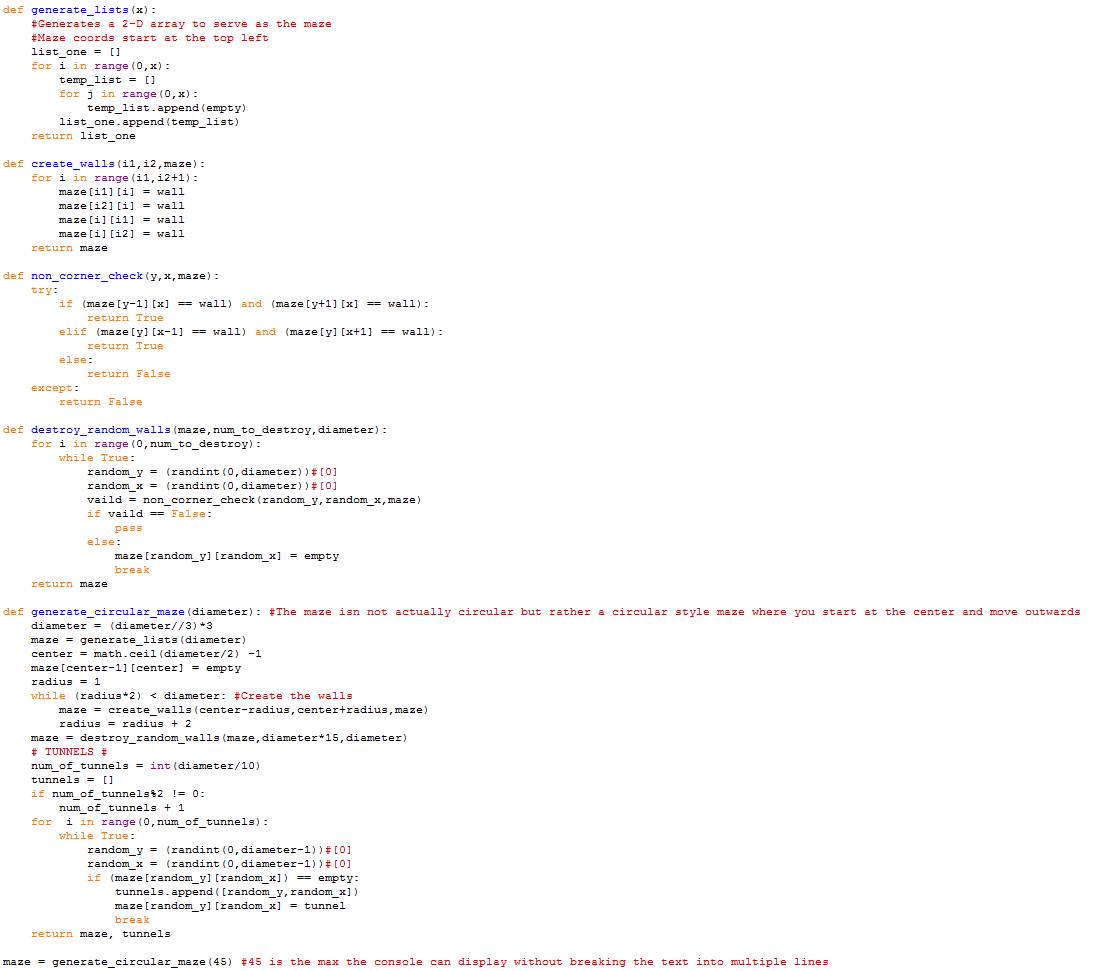 def generate_lists(x):
    #Generates a 2-D array to serve as the maze
    #Maze coords start at the top left
    list_one = []
    for i in range(0,x):
        temp_list = []
        for j in range(0,x):
            temp_list.append(empty)
        list_one.append(temp_list)
    return list_one

def create_walls(i1,i2,maze):
    for i in range(i1,i2+1):
        maze[i1][i] = wall
        maze[i2][i] = wall
        maze[i][i1] = wall
        maze[i][i2] = wall
    return maze

def non_corner_check(y,x,maze):
    try:
        if (maze[y-1][x] == wall) and (maze[y+1][x] == wall):
            return True
        elif (maze[y][x-1] == wall) and (maze[y][x+1] == wall):
            return True
        else:
            return False
    except:
        return False

def destroy_random_walls(maze,num_to_destroy,diameter):
    for i in range(0,num_to_destroy):
        while True:
            random_y = (randint(0,diameter))#[0]
            random_x = (randint(0,diameter))#[0]
            vaild = non_corner_check(random_y,random_x,maze)
            if vaild == False:
                pass
            else:
                maze[random_y][random_x] = empty
                break
    return maze

def generate_circular_maze(diameter): #The maze isn not actually circular but rather a circular style maze where you start at the center and move outwards
    diameter = (diameter//3)*3
    maze = generate_lists(diameter)
    center = math.ceil(diameter/2) -1
    maze[center-1][center] = empty
    radius = 1
    while (radius*2) < diameter: #Create the walls
        maze = create_walls(center-radius,center+radius,maze)
        radius = radius + 2
    maze = destroy_random_walls(maze,diameter*15,diameter)
    # TUNNELS #
    num_of_tunnels = int(diameter/10)
    tunnels = []
    if num_of_tunnels%2 != 0:
        num_of_tunnels + 1
    for  i in range(0,num_of_tunnels):
        while True:
            random_y = (randint(0,diameter-1))#[0]
            random_x = (randint(0,diameter-1))#[0]
            if (maze[random_y][random_x]) == empty:
                tunnels.append([random_y,random_x])
                maze[random_y][random_x] = tunnel
                break
    return maze, tunnels

maze = generate_circular_maze(45) #45 is the max the console can display without breaking the text into multiple lines